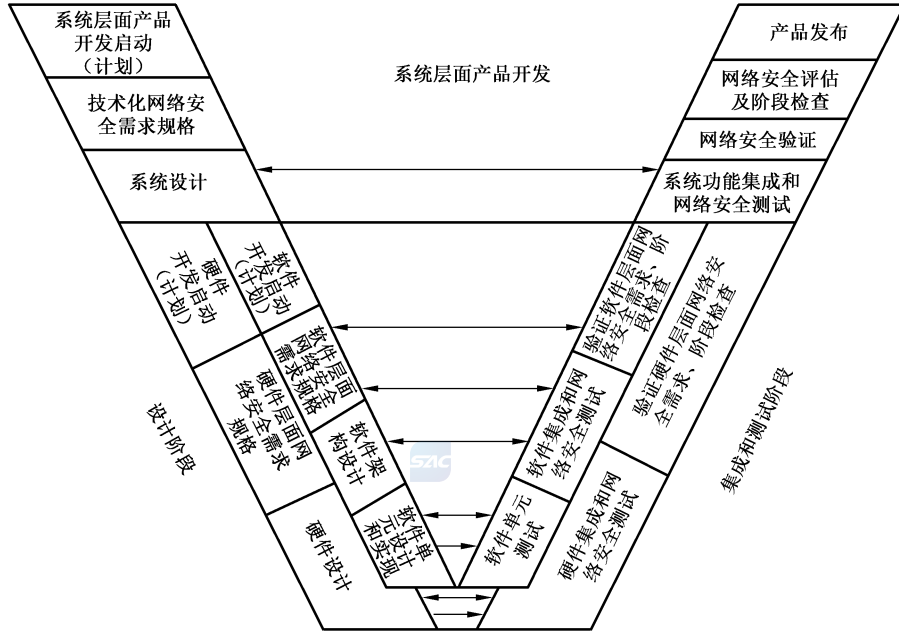 系统层面产品
开发启动
（计划）
技术化网络安
全需求规格
系统设计
系统层面产品开发
产品发布
网络安全评估
及阶段检查
网络安全验证
系统功能集成和
网络安全测试
硬件
开发启动
（计划）
软件
开发启动
（计划）
硬件层面网
络安全需求
规格
软件层面
网络安全
需求规格
软件架
构设计
硬件设计
软件单
元设计
和实现
设计阶段
SAC
验证软件层面网
络安全需求、阶
段检查
验证硬件层面网络安
全需求、阶段检查
软件集成和网
络安全测试
软件单元
测试
硬件集成和网
络安全测试
集成和测试阶段